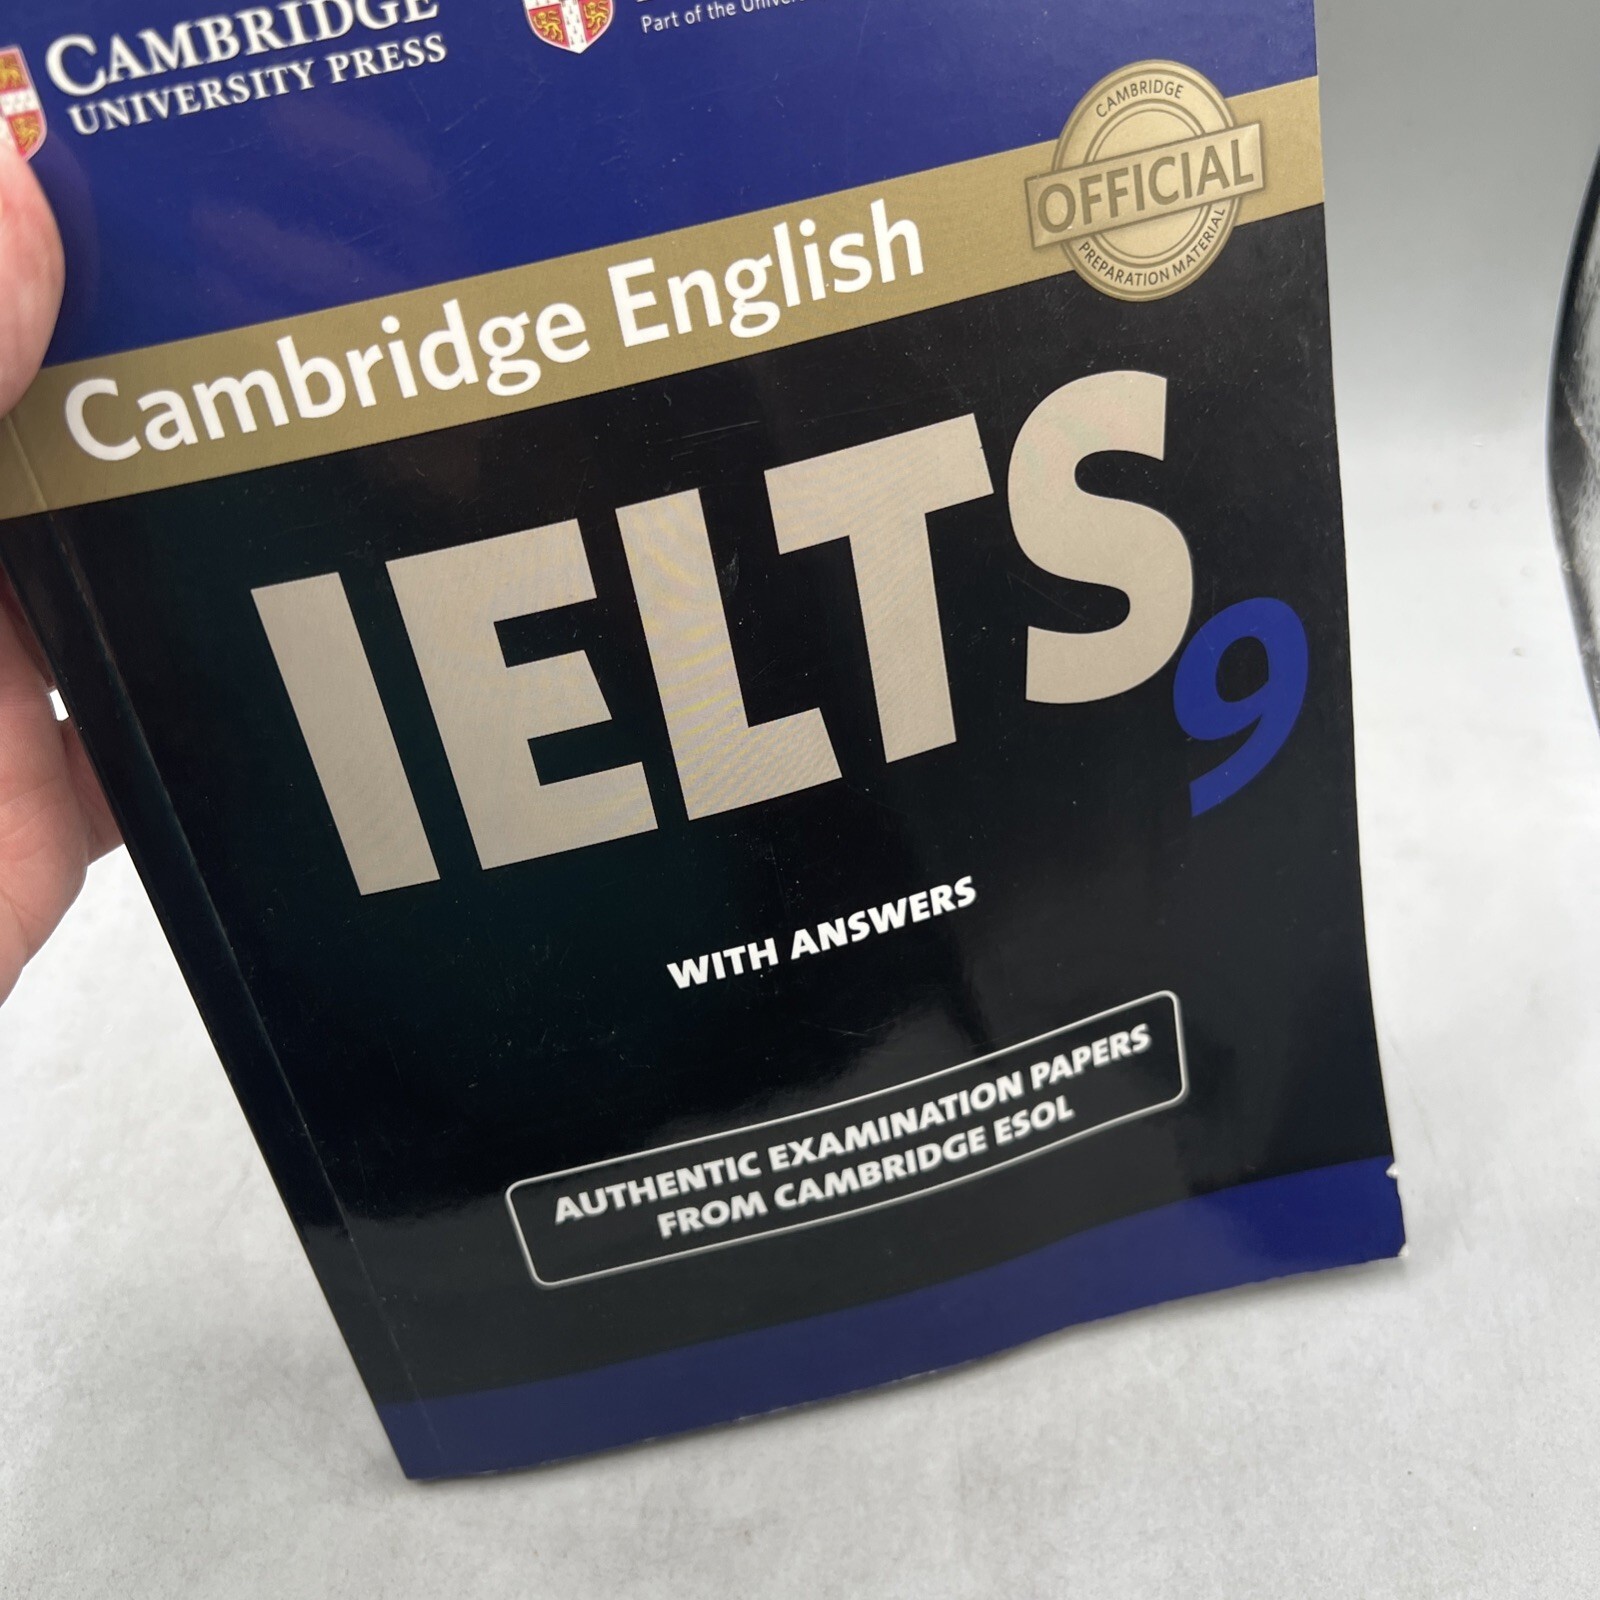 CAMBRIDGE
UNIVERSITY PRESS
Part of the
CAMBRIDGE
OFFICIAL
PREPARATION MATERIAL
Cambridge English
IELTS 9
WITH ANSWERS
AUTHENTIC EXAMINATION PAPERS
FROM CAMBRIDGE ESOL